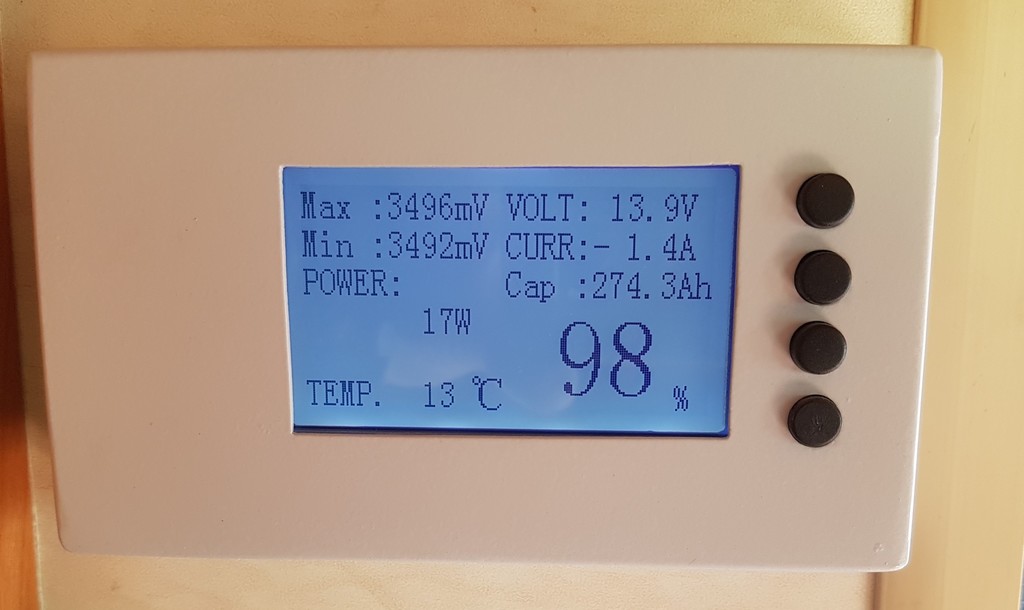 Max :3496mV VOLT: 13.9V
Min :3492mV CURR:- 1.4A
POWER: Cap :274.3Ah
17W
98 %
TEMP. 13 ℃